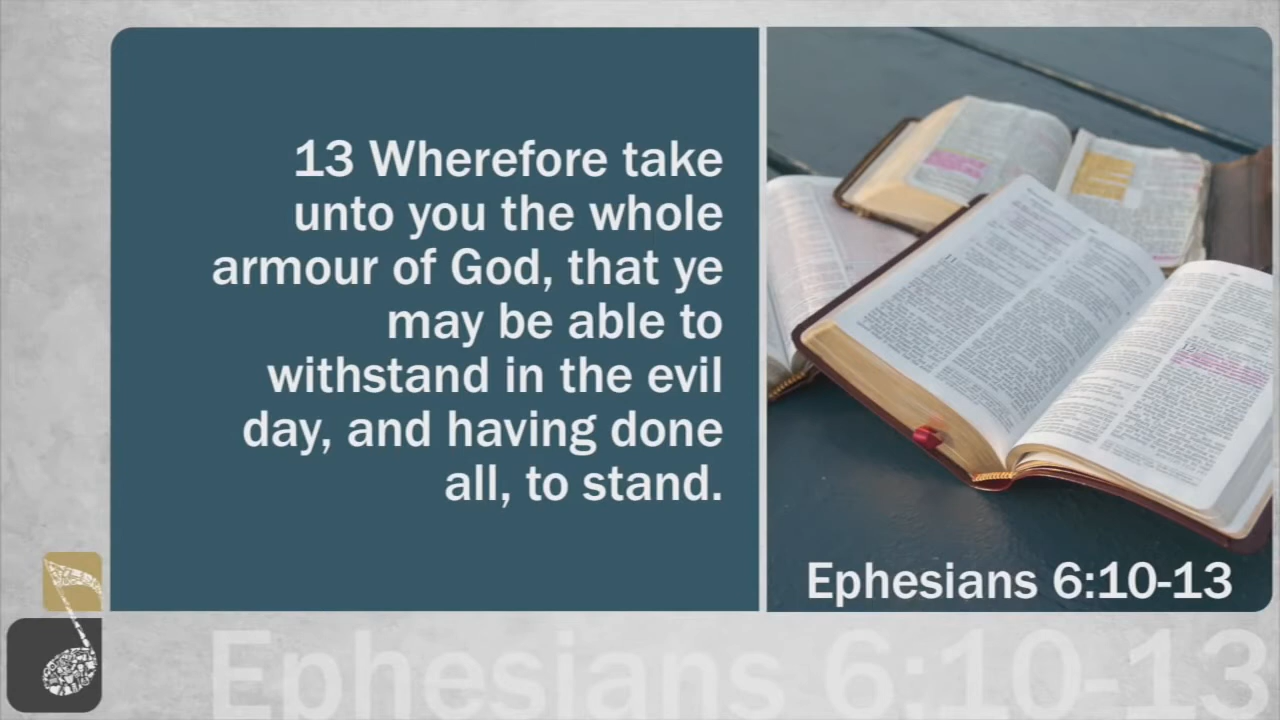 13 Wherefore take
unto you the whole
armour of God, that ye
may be able to
withstand in the evil
day, and having done
all, to stand.
Ephesians 6:10-13
Ephesians 6:10-13